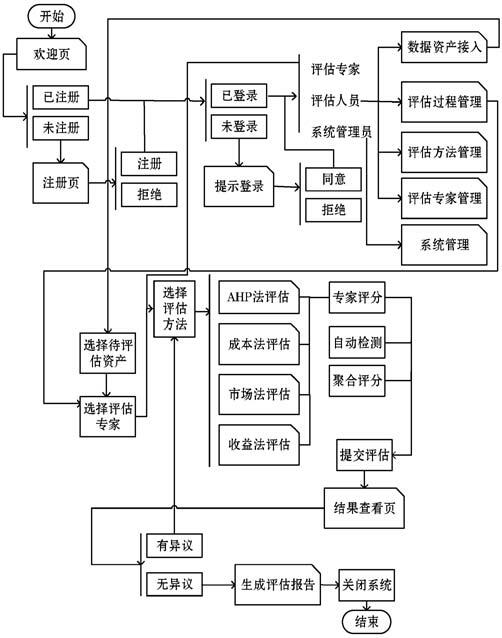 开始
欢迎页
已注册
未注册
注册页
注册
拒绝
已登录
未登录
提示登录
同意
拒绝
评估专家
评估人员
系统管理员
数据资产接入
评估过程管理
评估方法管理
评估专家管理
系统管理
选择待评
估资产
选择评估
专家
选择
评估
方法
AHP法评估
成本法评估
市场法评估
收益法评估
专家评分
自动检测
聚合评分
提交评估
结果查看页
有异议
无异议
生成评估报告
关闭系统
结束